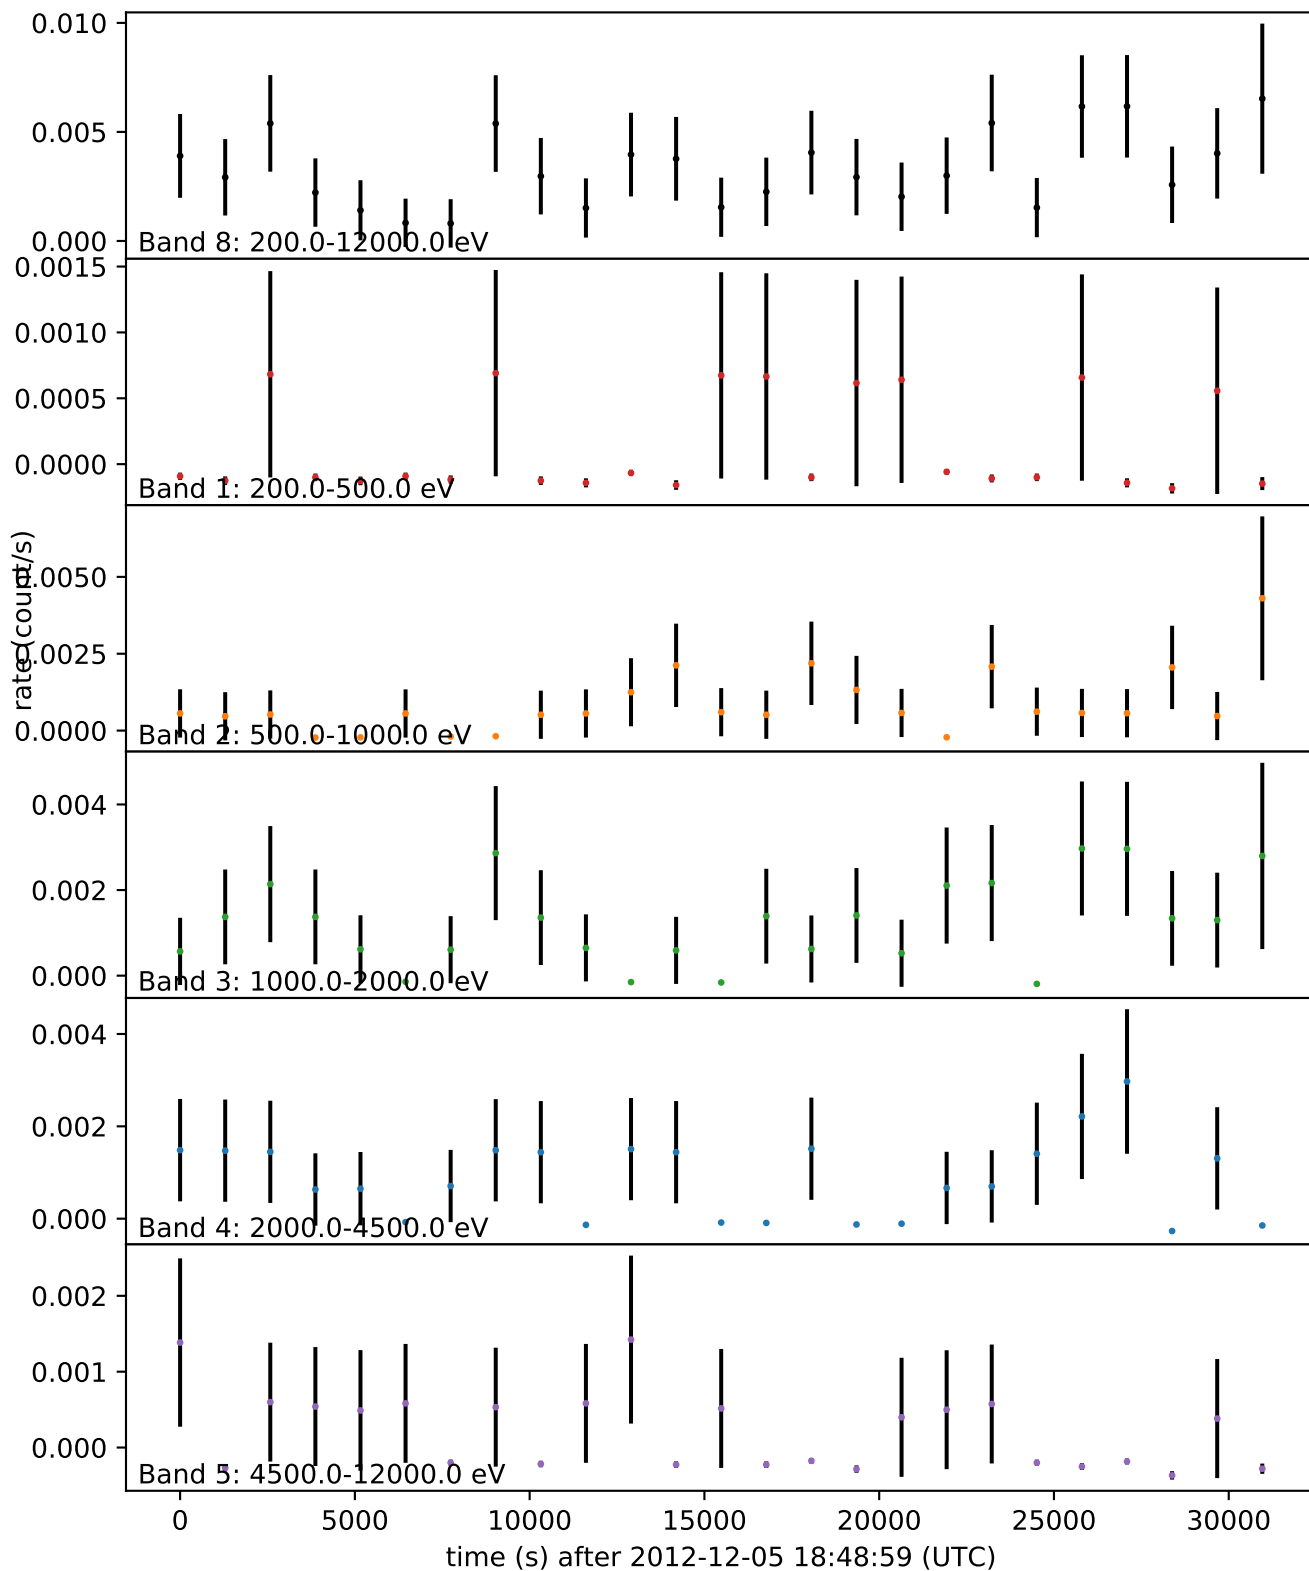 0.010
0.005
0.000
Band 8: 200.0-12000.0 eV
0.0015
0.0010
0.0005
0.0000
Band 1: 200.0-500.0 eV
rate (count/s)
0.0050
0.0025
0.0000
Band 2: 500.0-1000.0 eV
0.004
0.002
0.000
Band 3: 1000.0-2000.0 eV
0.004
0.002
0.000
Band 4: 2000.0-4500.0 eV
0.002
0.001
0.000
Band 5: 4500.0-12000.0 eV
0 5000 10000 15000 20000 25000 30000
time (s) after 2012-12-05 18:48:59 (UTC)